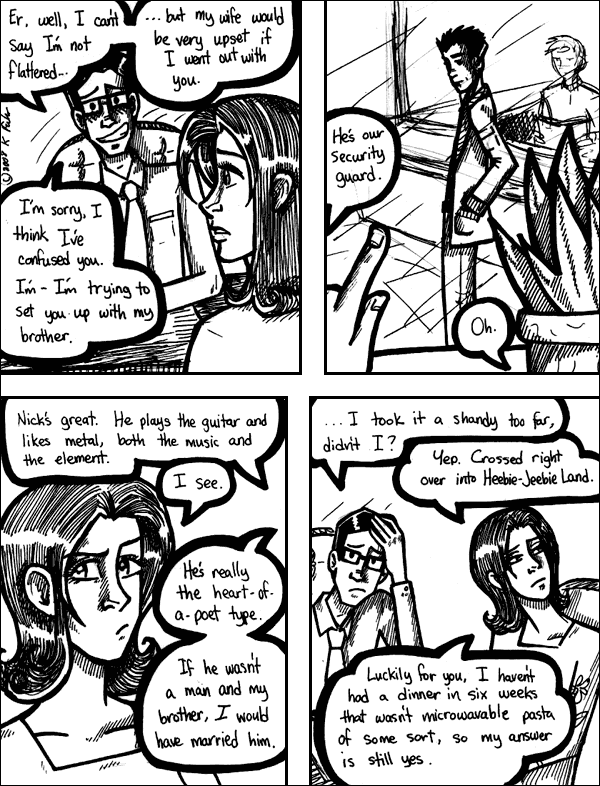 Er, well, I can't
say I'm not
flattered...
... but my wife would
be very upset if
I went out with
you.
I'm sorry, I
think I've
confused you.
I'm - I'm trying to
set you up with my
brother.
He's our
security
guard.
Oh.
Nick's great. He plays the guitar and
likes metal, both the music and
the element.
I see.
He's really
the heart-of-
a-poet type.
If he wasn't
a man and my
brother, I would
have married him.
...I took it a shandy too far,
didn't I?
Yep. Crossed right
over into Heebie-Jeebie Land.
Luckily for you, I haven't
had a dinner in six weeks
that wasn't microwavable pasta
of some sort, so my answer
is still yes.